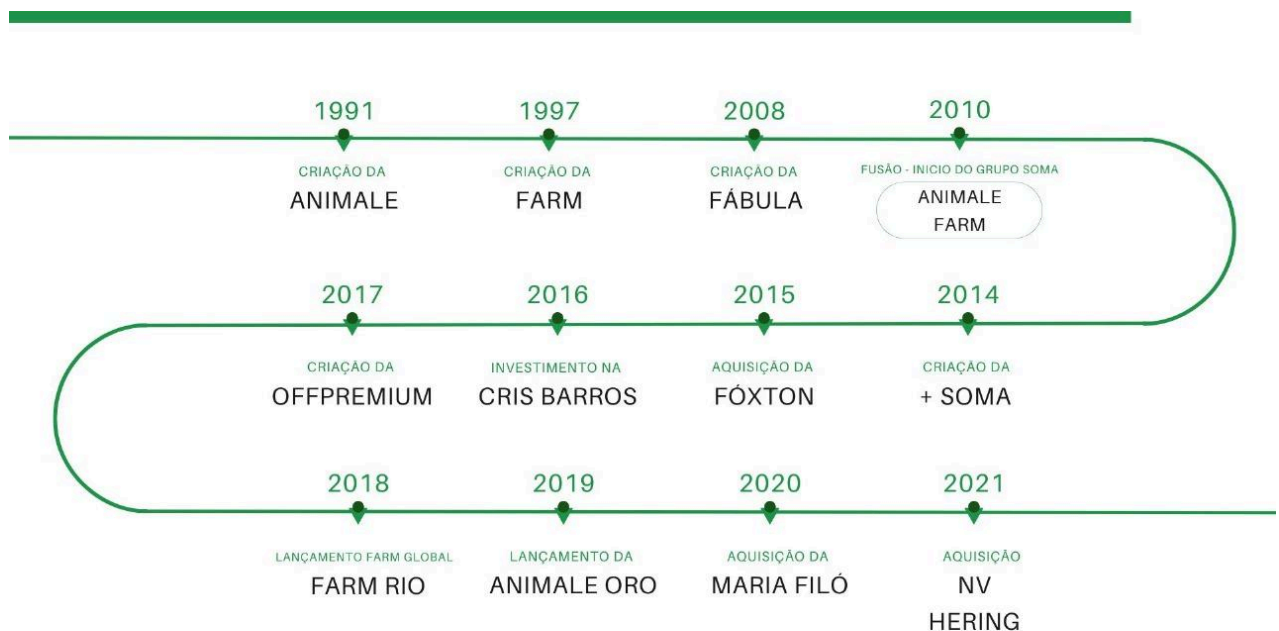 1991
CRIAÇÃO DA
ANIMALE
1997
CRIAÇÃO DA
FARM
2008
CRIAÇÃO DA
FÁBULA
2010
FUSÃO - INICIO DO GRUPO SOMA
ANIMALE
FARM
2017
CRIAÇÃO DA
OFFPREMIUM
2016
INVESTIMENTO NA
CRIS BARROS
2015
AQUISIÇÃO DA
FÓXTON
2014
CRIAÇÃO DA
+ SOMA
2018
LANÇAMENTO FARM GLOBAL
FARM RIO
2019
LANÇAMENTO DA
ANIMALE ORO
2020
AQUISIÇÃO DA
MARIA FILÓ
2021
AQUISIÇÃO
NV
HERING